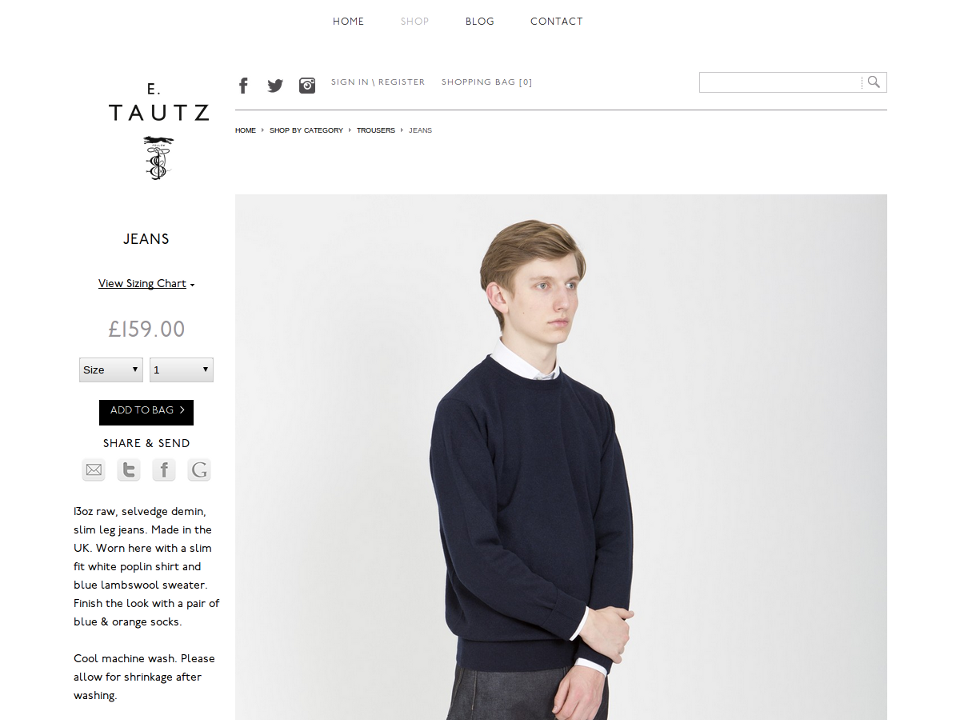 HOME SHOP BLOG CONTACT
E.
TAUTZ
SIGN IN \ REGISTER SHOPPING BAG [0]
HOME SHOP BY CATEGORY TROUSERS JEANS
JEANS
View Sizing Chart
£159.00
Size 1
ADD TO BAG
SHARE & SEND
13oz raw, selvedge demin,
slim leg jeans. Made in the
UK. Worn here with a slim
fit white poplin shirt and
blue lambswool sweater.
Finish the look with a pair of
blue & orange socks.
Cool machine wash. Please
allow for shrinkage after
washing.